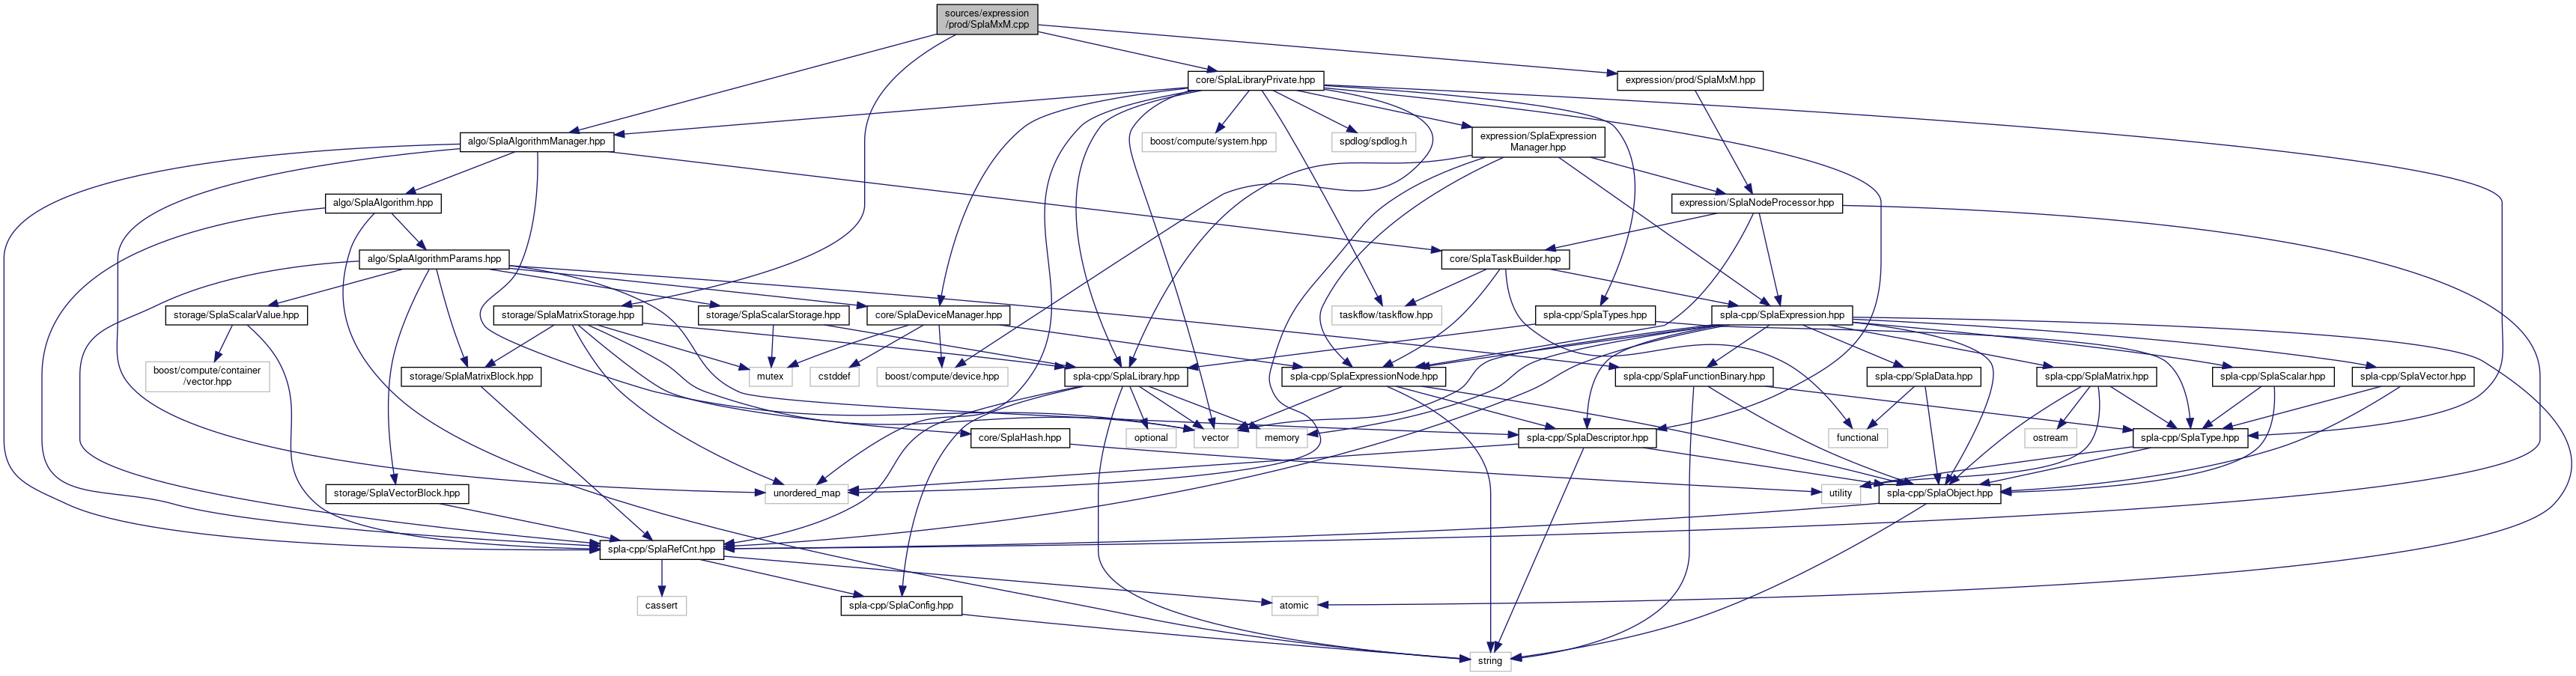 sources/expression
/prod/SplaMxM.cpp
core/SplaLibraryPrivate.hpp
expression/prod/SplaMxM.hpp
algo/SplaAlgorithmManager.hpp
boost/compute/system.hpp
spdlog/spdlog.h
expression/SplaExpression
Manager.hpp
algo/SplaAlgorithm.hpp
expression/SplaNodeProcessor.hpp
algo/SplaAlgorithmParams.hpp
core/SplaTaskBuilder.hpp
storage/SplaScalarValue.hpp
storage/SplaMatrixStorage.hpp
storage/SplaScalarStorage.hpp
core/SplaDeviceManager.hpp
taskflow/taskflow.hpp
spla-cpp/SplaTypes.hpp
spla-cpp/SplaExpression.hpp
boost/compute/container
/vector.hpp
storage/SplaMatrixBlock.hpp
mutex
cstddef
boost/compute/device.hpp
spla-cpp/SplaLibrary.hpp
spla-cpp/SplaExpressionNode.hpp
spla-cpp/SplaFunctionBinary.hpp
spla-cpp/SplaData.hpp
spla-cpp/SplaMatrix.hpp
spla-cpp/SplaScalar.hpp
spla-cpp/SplaVector.hpp
core/SplaHash.hpp
optional
vector
memory
spla-cpp/SplaDescriptor.hpp
functional
ostream
spla-cpp/SplaType.hpp
storage/SplaVectorBlock.hpp
unordered_map
utility
spla-cpp/SplaObject.hpp
spla-cpp/SplaRefCnt.hpp
cassert
spla-cpp/SplaConfig.hpp
atomic
string